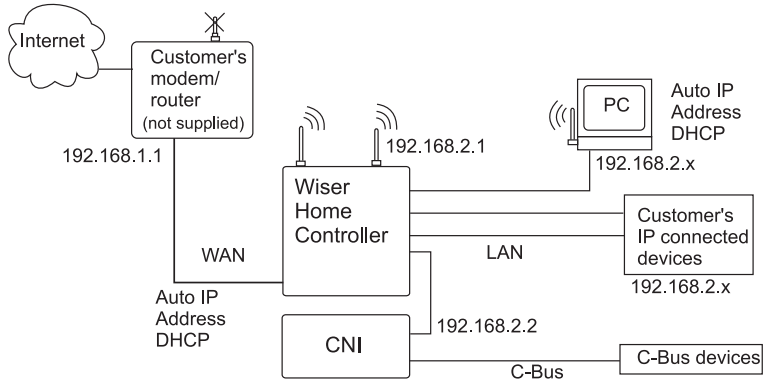 Internet
Customer's
modem/
router
(not supplied)
192.168.1.1
192.168.2.1
PC
Auto IP
Address
DHCP
192.168.2.x
Wiser
Home
Controller
Customer's
IP connected
devices
192.168.2.x
WAN
LAN
Auto IP
Address
DHCP
192.168.2.2
CNI
C-Bus
C-Bus devices